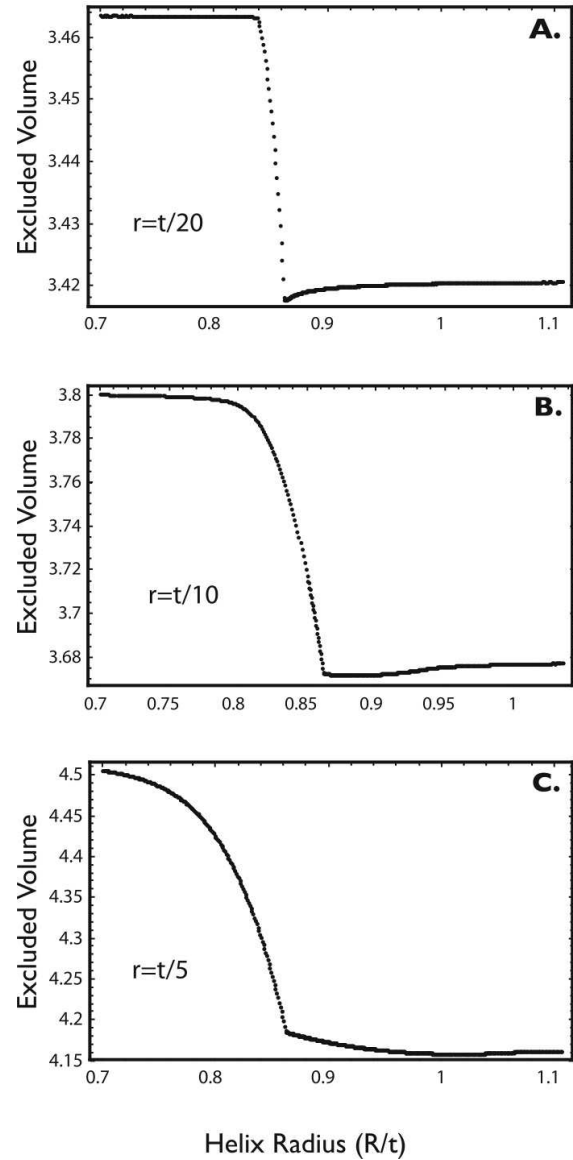 A.
3.46
3.45
3.44
3.43
3.42
Excluded Volume
r=t/20
0.7 0.8 0.9 1 1.1
B.
3.8
3.78
3.76
3.74
3.72
3.7
3.68
Excluded Volume
r=t/10
0.7 0.75 0.8 0.85 0.9 0.95 1
C.
4.5
4.45
4.4
4.35
4.3
4.25
4.2
4.15
Excluded Volume
r=t/5
0.7 0.8 0.9 1 1.1
Helix Radius (R/t)